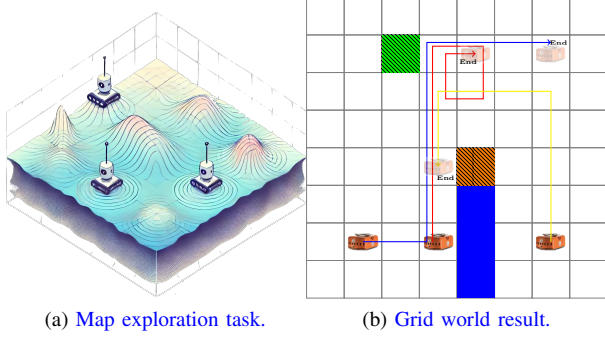 End
End
End
(a) Map exploration task.
(b) Grid world result.